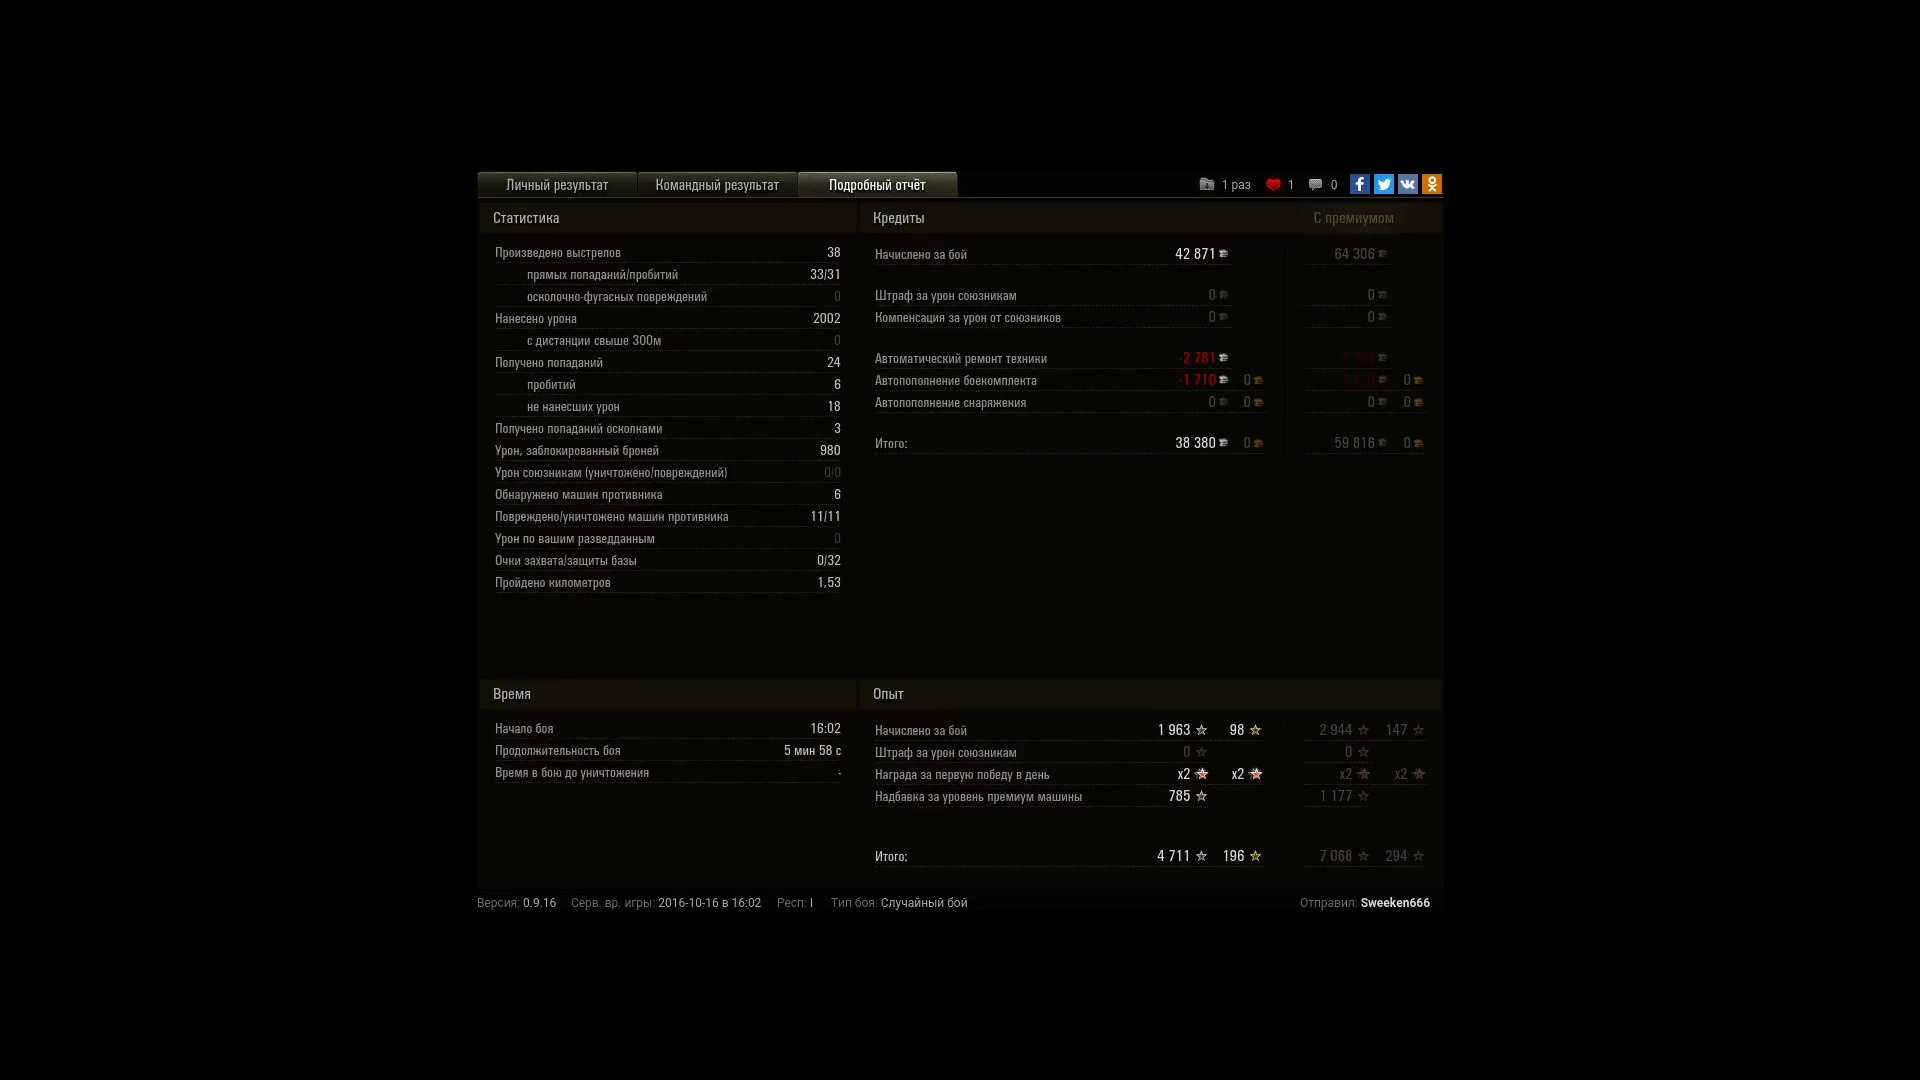 Личный результат Командный результат Подробный отчёт 1 раз 1 0
Статистика
Произведено выстрелов 38
прямых попаданий/пробитий 33/31
осколочно-фугасных повреждений 0
Нанесено урона 2002
с дистанции свыше 300м 0
Получено попаданий 24
пробитий 6
не нанесших урон 18
Получено попаданий осколками 3
Урон, заблокированный броней 980
Урон союзникам (уничтожено/повреждений) 0/0
Обнаружено машин противника 6
Повреждено/уничтожено машин противника 11/11
Урон по вашим разведданным 0
Очки захвата/защиты базы 0/32
Пройдено километров 1,53
Кредиты С премиумом
Начислено за бой 42 871 64 306
Штраф за урон союзникам 0 0
Компенсация за урон от союзников 0 0
Автоматический ремонт техники -2 781
Автопополнение боекомплекта -1 710 0 0
Автопополнение снаряжения 0 0 0 0
Итого: 38 380 0 59 816 0
Время
Начало боя 16:02
Продолжительность боя 5 мин 58 с
Время в бою до уничтожения -
Опыт
Начислено за бой 1 963 98 2 944 147
Штраф за урон союзникам 0 0
Награда за первую победу в день x2 x2 x2 x2
Надбавка за уровень премиум машины 785 1 177
Итого: 4 711 196 7 068 294
Версия: 0.9.16 Серв. вр. игры: 2016-10-16 в 16:02 Респ: I Тип боя: Случайный бой Отправил: Sweeken666